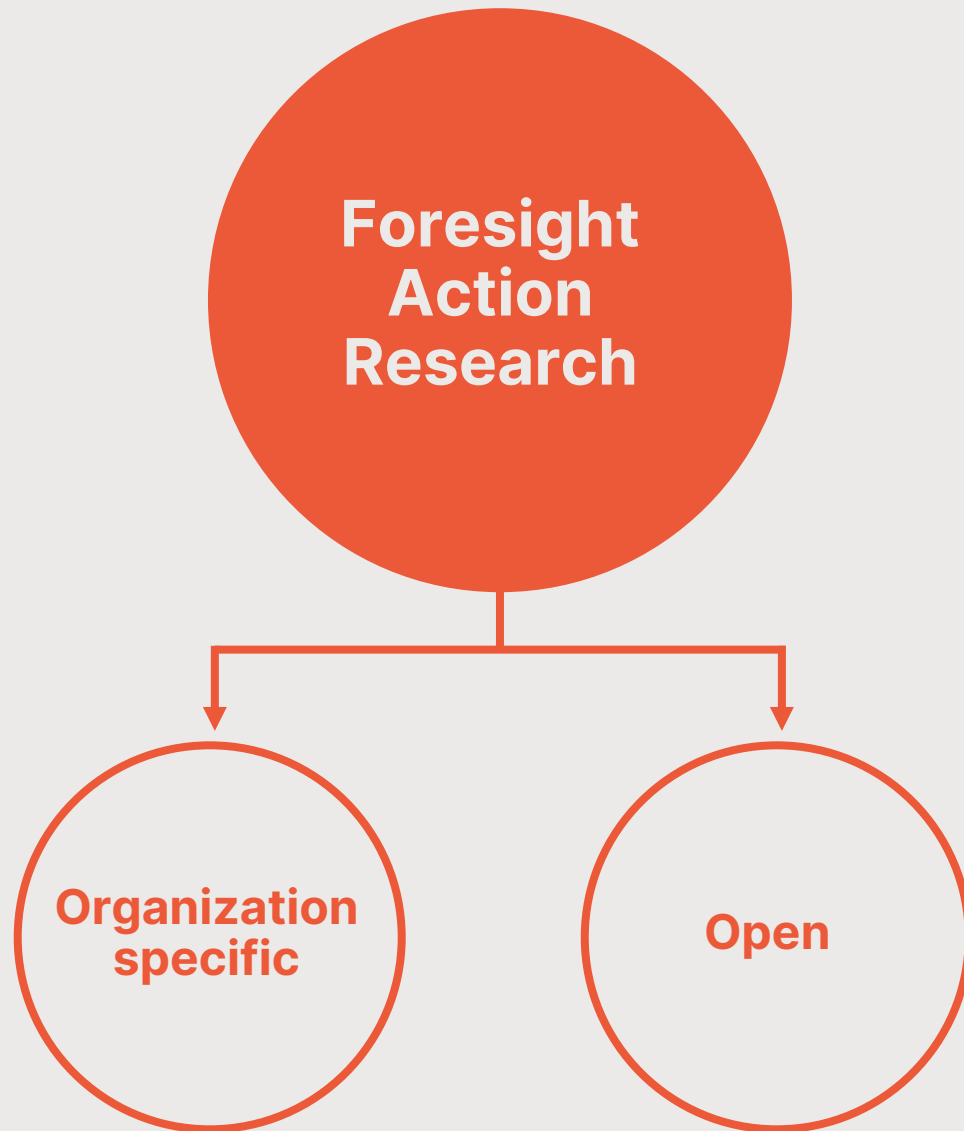 Foresight
Action
Research
Organization
specific
Open